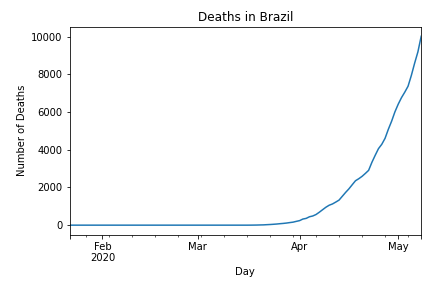 Deaths in Brazil
10000
8000
6000
4000
2000
0
Number of Deaths
Feb
2020
Mar
Apr
May
Day